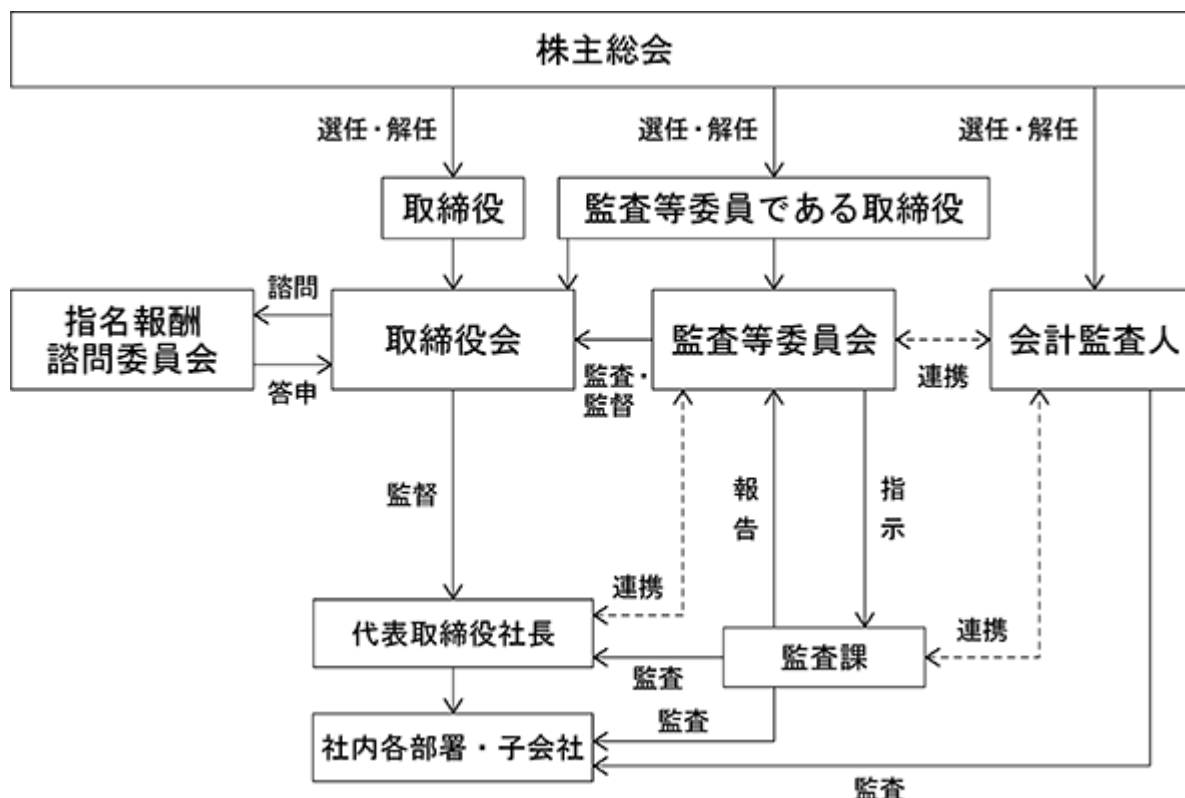 株主総会
選任・解任
選任・解任
選任・解任
取締役
監査等委員である取締役
諮問
指名報酬
諮問委員会
答申
取締役会
監査・
監督
監査等委員会
連携
会計監査人
監督
報告
指示
連携
代表取締役社長
監査
監査課
連携
監査
社内各部署・子会社
監査